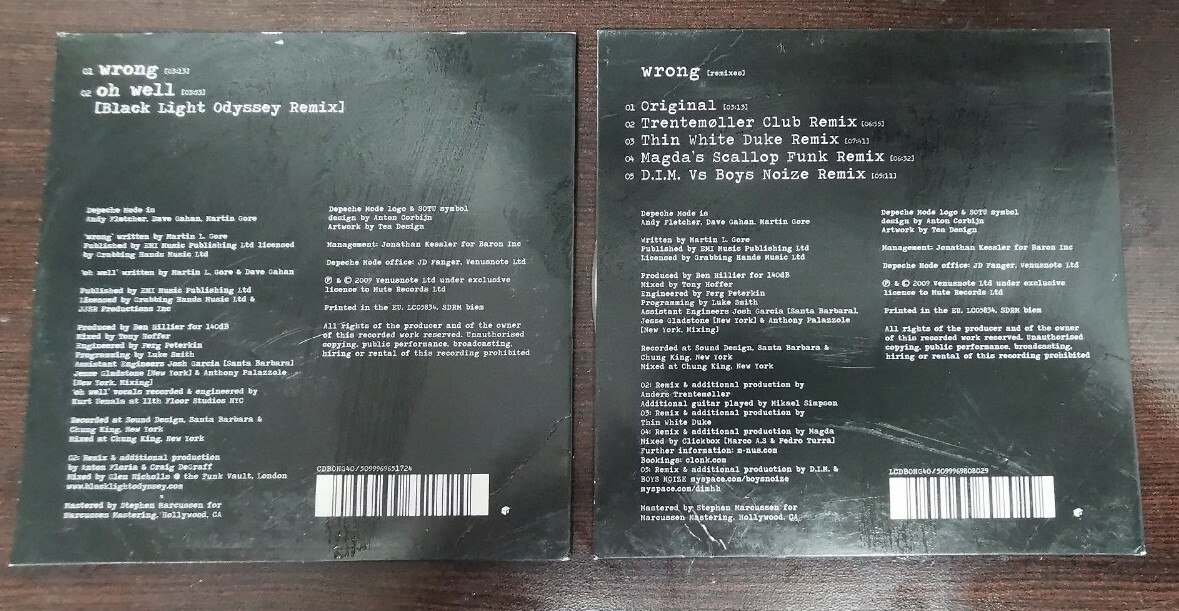 01 wrong [03:13]
02 oh well [03:53]
[Black Light Odyssey Remix]
Depeche Mode is
Andy Fletcher, Dave Gahan, Martin Gore
'wrong' written by Martin L. Gore
Published by EMI Music Publishing Ltd licensed
by Grabbing Hands Music Ltd
'oh well' written by Martin L. Gore & Dave Gahan
Published by EMI Music Publishing Ltd
licensed by Grabbing Hands Music Ltd &
Productions Inc
Produced by Ben Hillier for 140dB
Mixed by Tony Hoffer
Engineered by Ferg Peterkin
Programming by Luke Smith
Assistant Engineers Josh Garcia [Santa Barbara]
Jesse Gladstone [New York] & Anthony Palazzole
[New York, Mixing]
'oh well' vocals recorded & engineered by
Kurt Uenala at 11th Floor Studios NYC
Recorded at Sound Design, Santa Barbara &
Chung King, New York
Mixed at Chung King, New York
02: Remix & additional production
by Anton Floria & Craig DeGraff
Mixed by Glen Nicholls @ the Funk Vault, London
www.blacklightodyssey.com
Mastered by Stephen Marcussen for
Marcussen Mastering, Hollywood, CA
Depeche Mode logo & SOTU symbol
design by Anton Corbijn
Artwork by Tea Design
Management: Jonathan Kessler for Baron Inc
Depeche Mode office: JD Fanger, Venusnote Ltd
℗ & © 2009 Venusnote Ltd under exclusive
licence to Mute Records Ltd
Printed in the EU. LC05834, SDRM biem
All rights of the producer and of the owner
of this recorded work reserved. Unauthorised
copying, public performance, broadcasting,
hiring or rental of this recording prohibited
CDBONG40/5099969651724
wrong [remixes]
01 Original [03:13]
02 Trentemøller Club Remix [06:55]
03 Thin White Duke Remix [07:41]
04 Magda's Scallop Funk Remix [06:32]
05 D.I.M. Vs Boys Noize Remix [05:11]
Depeche Mode is
Andy Fletcher, Dave Gahan, Martin Gore
Written by Martin L. Gore
Published by EMI Music Publishing Ltd
Licensed by Grabbing Hands Music Ltd
Produced by Ben Hillier for 140dB
Mixed by Tony Hoffer
Engineered by Ferg Peterkin
Programming by Luke Smith
Assistant Engineers Josh Garcia [Santa Barbara],
Jesse Gladstone [New York] & Anthony Palazzole
[New York, Mixing]
Recorded at Sound Design, Santa Barbara &
Chung King, New York
Mixed at Chung King, New York
02: Remix & additional production by
Anders Trentemøller
Additional guitar played by Mikael Simpson
03: Remix & additional production by
Thin White Duke
04: Remix & additional production by Magda
Mixed by Clickbox [Marco A.S & Pedro Turra]
Further information: m-nus.com
Bookings: clonk.com
05: Remix & additional production by D.I.M. &
BOYS NOIZE myspace.com/boysnoize
myspace.com/dimhh
Mastered by Stephen Marcussen for
Marcussen Mastering, Hollywood, CA
Depeche Mode logo & SOTU symbol
design by Anton Corbijn
Artwork by Tea Design
Management: Jonathan Kessler for Baron Inc
Depeche Mode office: JD Fanger, Venusnote Ltd
℗ & © 2009 Venusnote Ltd under exclusive
licence to Mute Records Ltd
Printed in the EU. LC05834, SDRM biem
All rights of the producer and of the owner
of this recorded work reserved. Unauthorised
copying, public performance, broadcasting,
hiring or rental of this recording prohibited
LCDBONG40/5099969808029